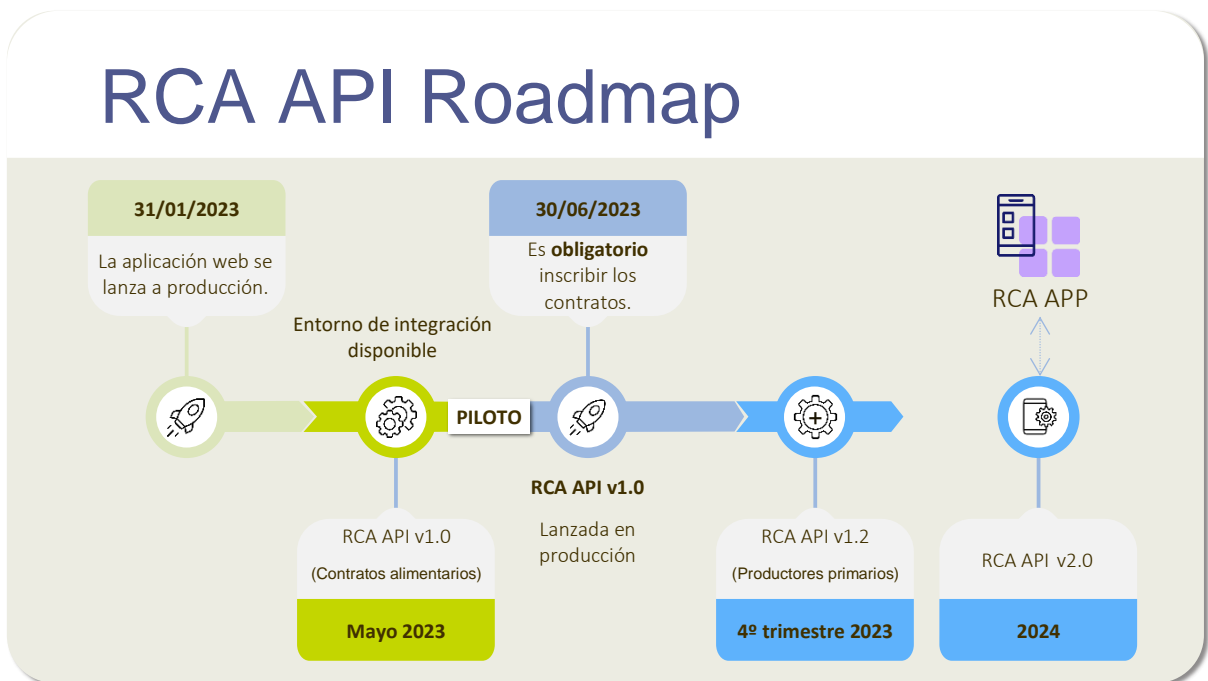 RCA API Roadmap
31/01/2023
La aplicación web se
lanza a producción.
30/06/2023
Es obligatorio
inscribir los
contratos.
RCA APP
Entorno de integración
disponible
PILOTO
RCA API v1.0
Lanzada en
producción
RCA API v1.0
(Contratos alimentarios)
Mayo 2023
RCA API v1.2
(Productores primarios)
4º trimestre 2023
RCA API v2.0
2024